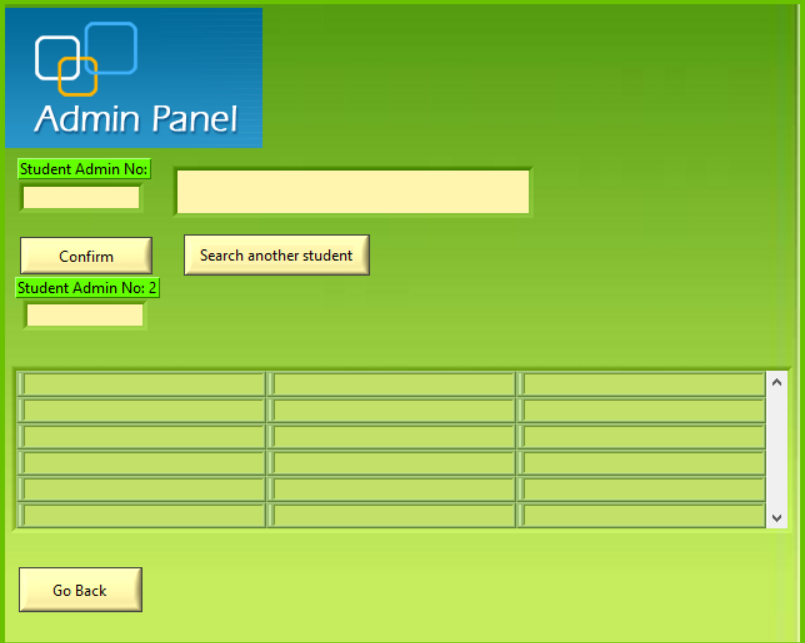 Admin Panel
Student Admin No:
Confirm
Search another student
Student Admin No: 2
Go Back